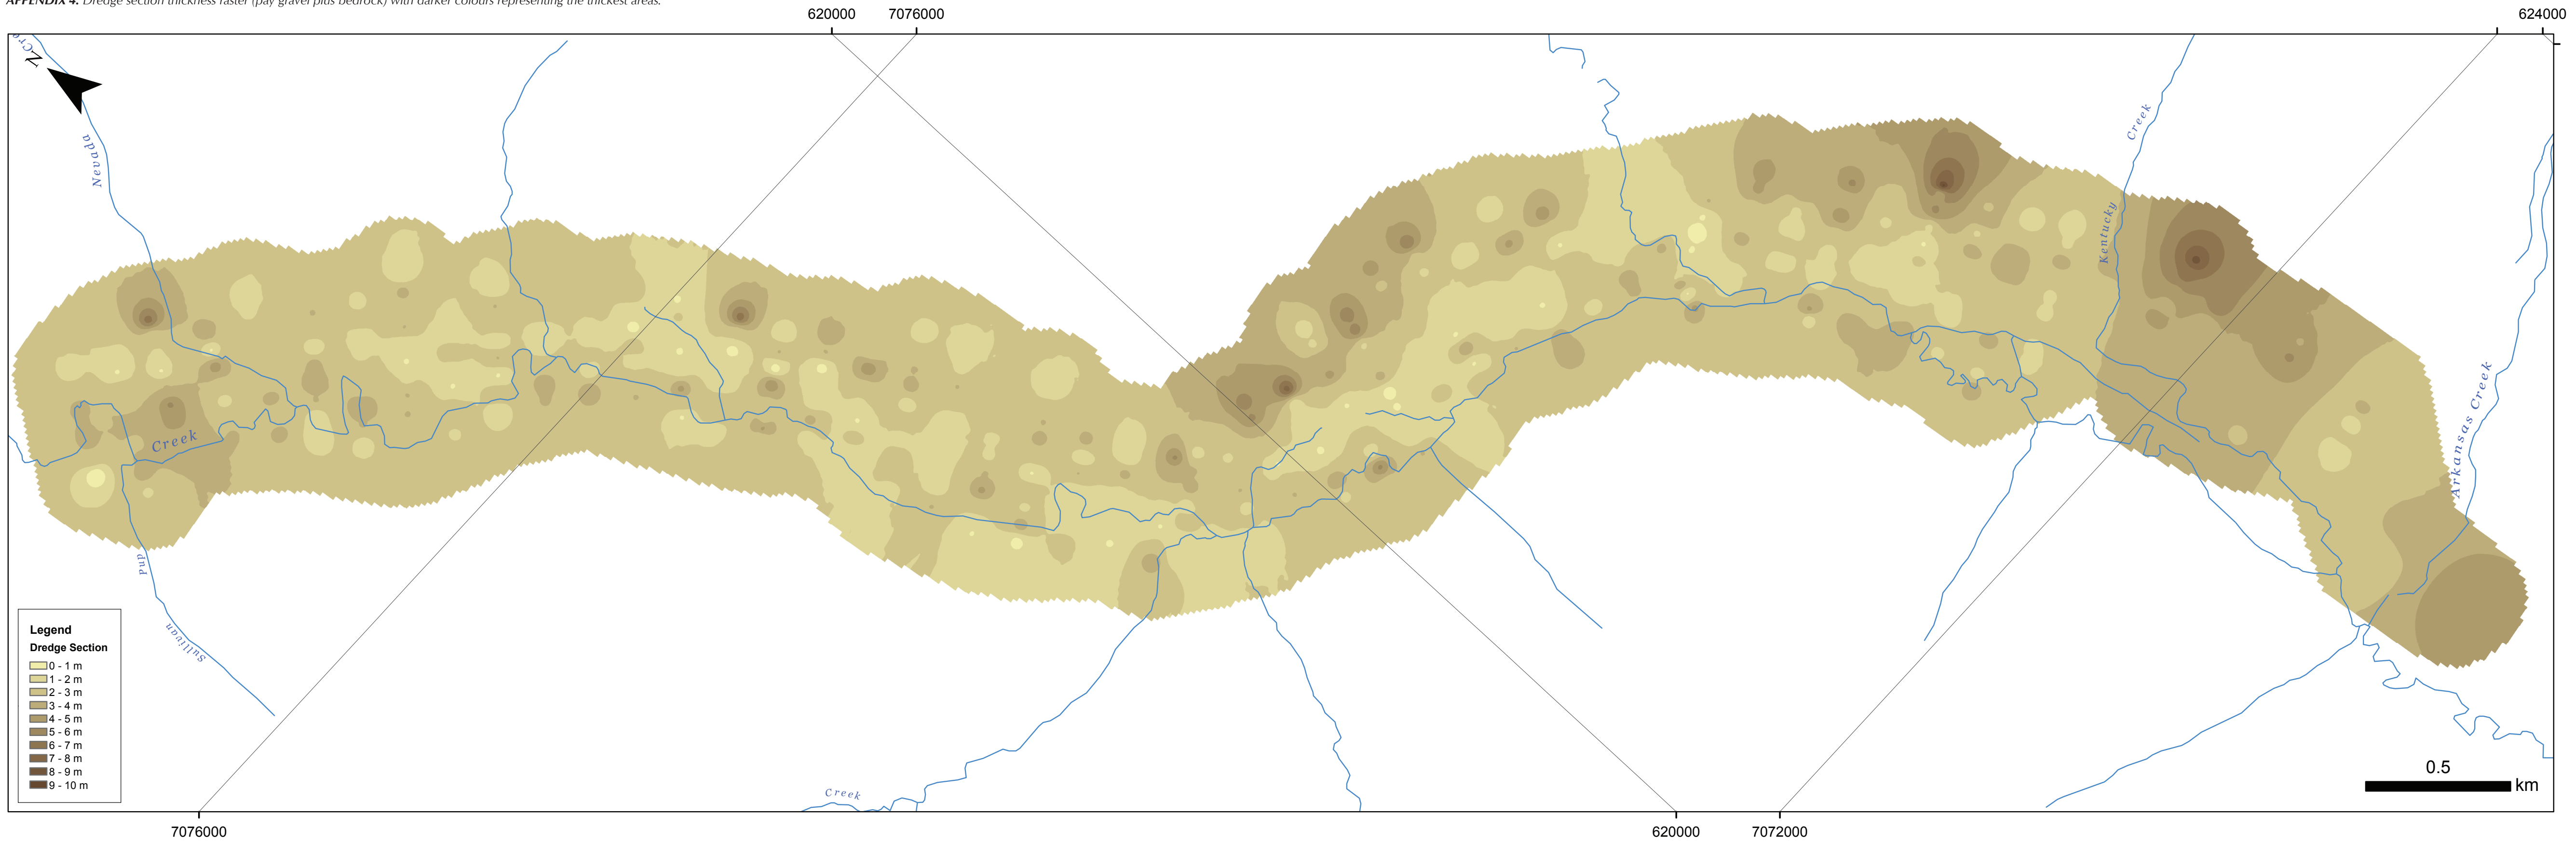 APPENDIX 4. Dredge section thickness raster (pay gravel plus bedrock) with darker colours representing the thickest areas.
620000
7076000
624000
N
Nevada
Creek
Kentucky
Creek
Arkansas Creek
Pup
Sullivan
Creek
Legend
Dredge Section
0 - 1 m
1 - 2 m
2 - 3 m
3 - 4 m
4 - 5 m
5 - 6 m
6 - 7 m
7 - 8 m
8 - 9 m
9 - 10 m
0.5
km
7076000
620000
7072000